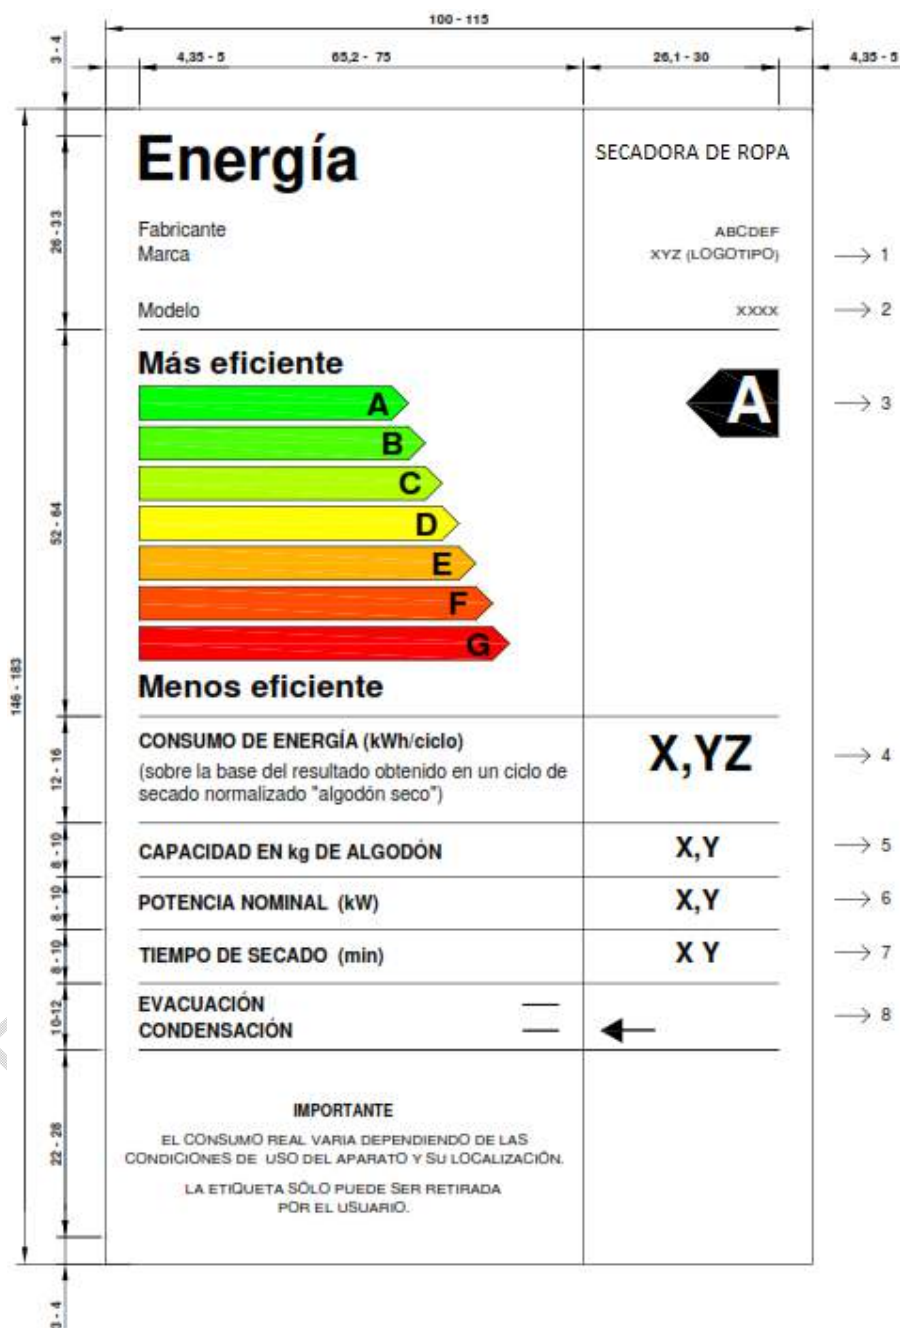 100 - 115
4,35 - 5 65,2 - 75 26,1 - 30 4,35 - 5
3 - 4
Energía SECADORA DE ROPA
26 - 33
Fabricante ABCDEF
Marca XYZ (LOGOTIPO) 1
Modelo XXXX 2
Más eficiente
A A 3
B
C
D
52 - 64
E
F
G
146 - 183
Menos eficiente
CONSUMO DE ENERGÍA (kWh/ciclo) X,YZ 4
12 - 16
(sobre la base del resultado obtenido en un ciclo de
secado normalizado "algodón seco")
8 - 10
CAPACIDAD EN kg DE ALGODÓN X,Y 5
8 - 10
POTENCIA NOMINAL (kW) X,Y 6
8 - 10
TIEMPO DE SECADO (min) X Y 7
10-12
EVACUACIÓN — 8
CONDENSACIÓN —
IMPORTANTE
22 - 28
EL CONSUMO REAL VARIA DEPENDIENDO DE LAS
CONDICIONES DE USO DEL APARATO Y SU LOCALIZACIÓN.
LA ETIQUETA SÓLO PUEDE SER RETIRADA
POR EL USUARIO.
3 - 4